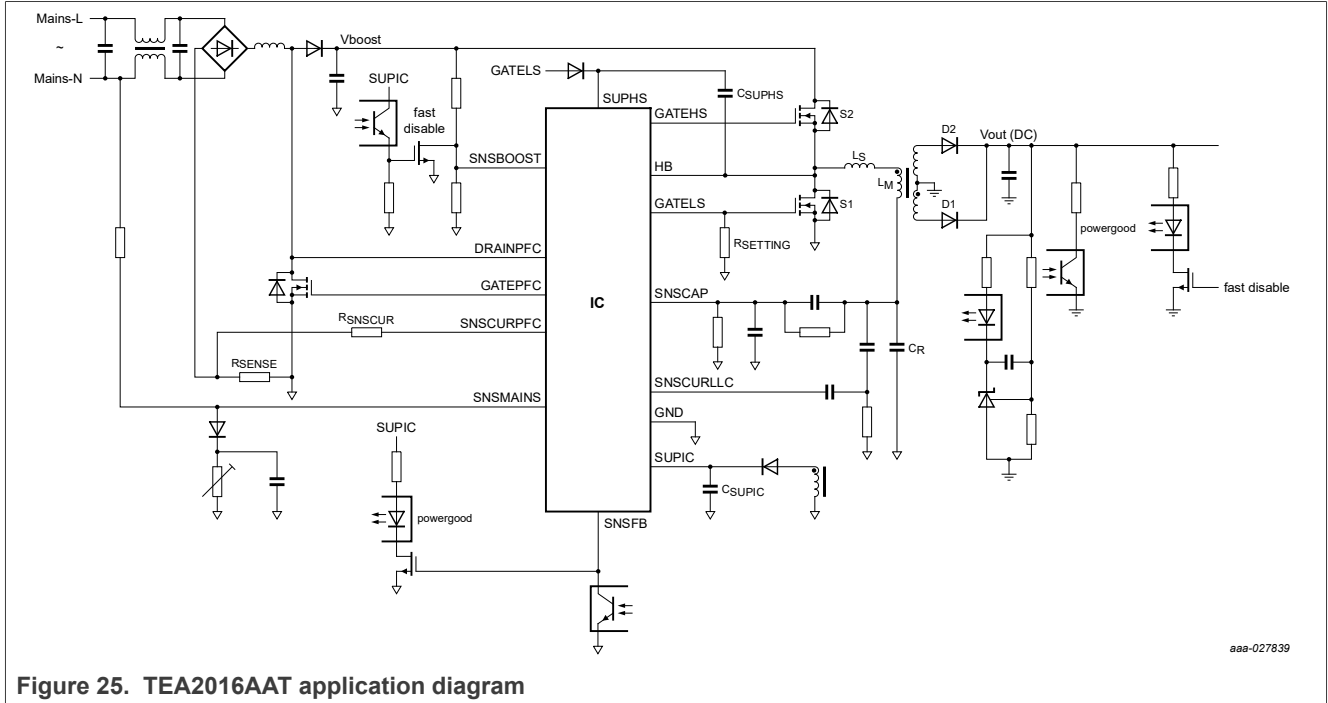 Mains-L
~
Mains-N
Vboost
SUPIC
fast
disable
GATELS
SUPHS
CSUPHS
GATEHS
S2
SNSBOOST
HB
GATELS
S1
LS
LM
D2
D1
Vout (DC)
RSETTING
DRAINPFC
GATEPFC
IC
SNSCAP
RSNSCUR
SNSCURPFC
RSENSE
CR
SNSMAINS
SNSCURLLC
GND
SUPIC
CSUPIC
SUPIC
powergood
SNSFB
powergood
fast disable
aaa-027839
Figure 25. TEA2016AAT application diagram